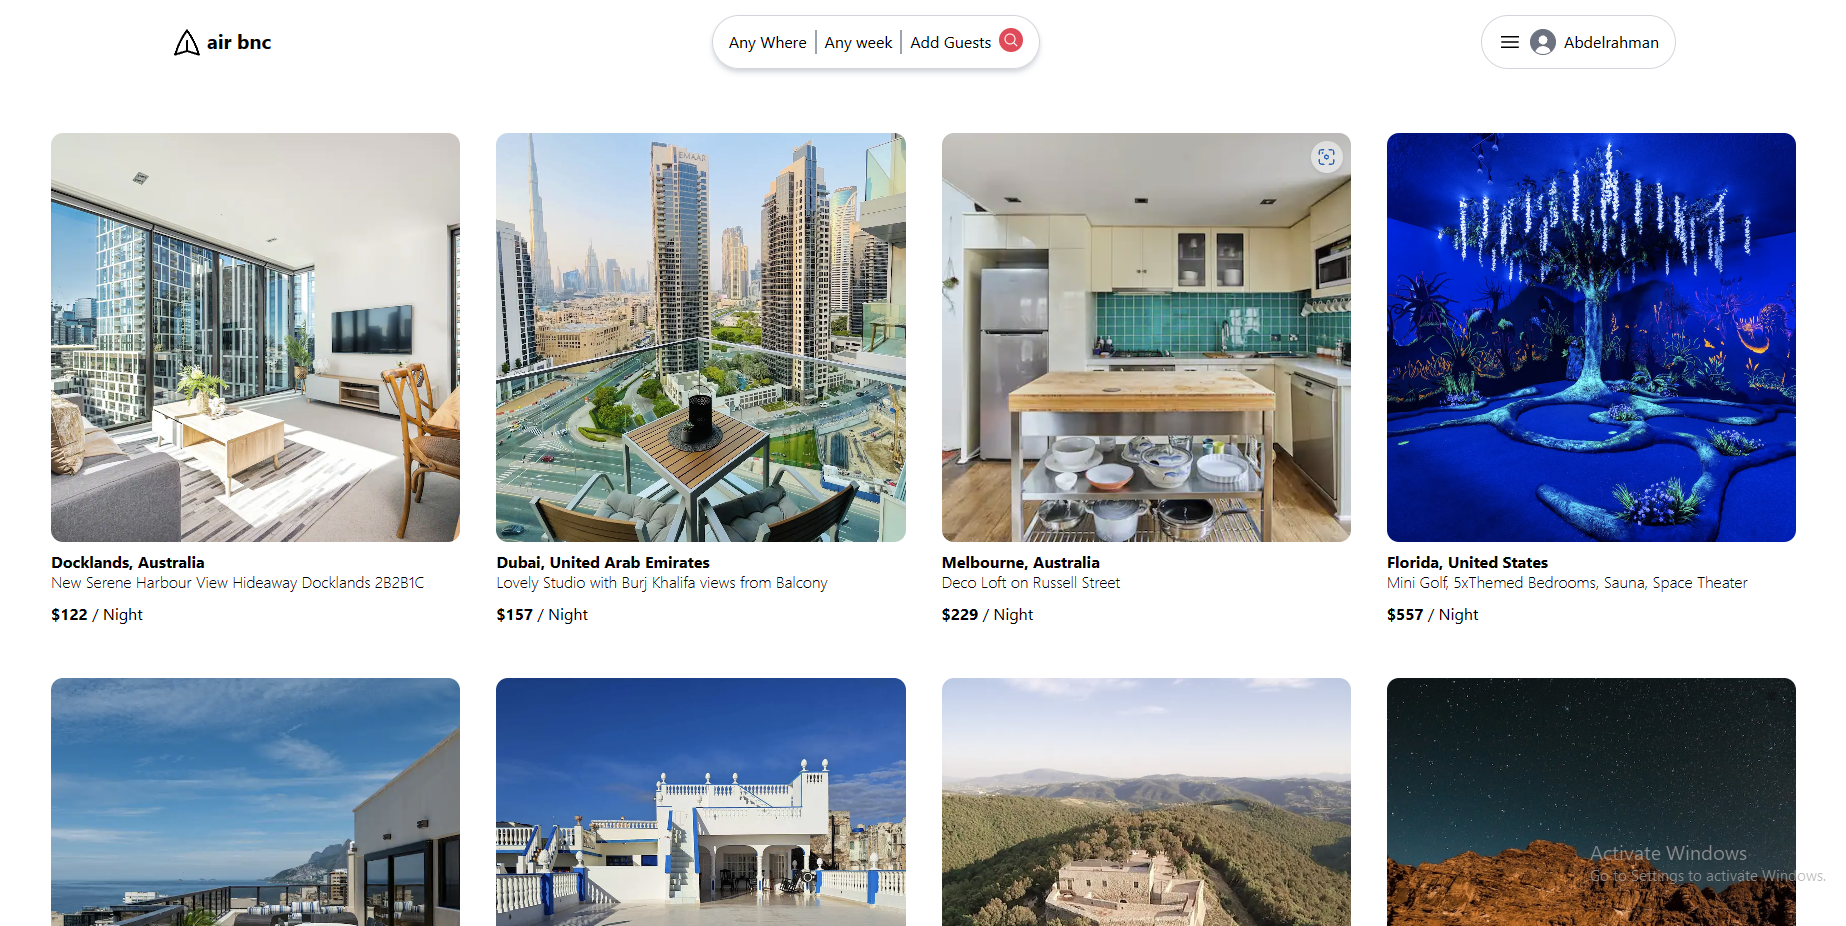 air bnc
Any Where
Any week
Add Guests
Abdelrahman
EMAAR
Docklands, Australia
New Serene Harbour View Hideaway Docklands 2B2B1C
$122 / Night
Dubai, United Arab Emirates
Lovely Studio with Burj Khalifa views from Balcony
$157 / Night
Melbourne, Australia
Deco Loft on Russell Street
$229 / Night
Florida, United States
Mini Golf, 5xThemed Bedrooms, Sauna, Space Theater
$557 / Night
Activate Windows
Go to Settings to activate Windows.